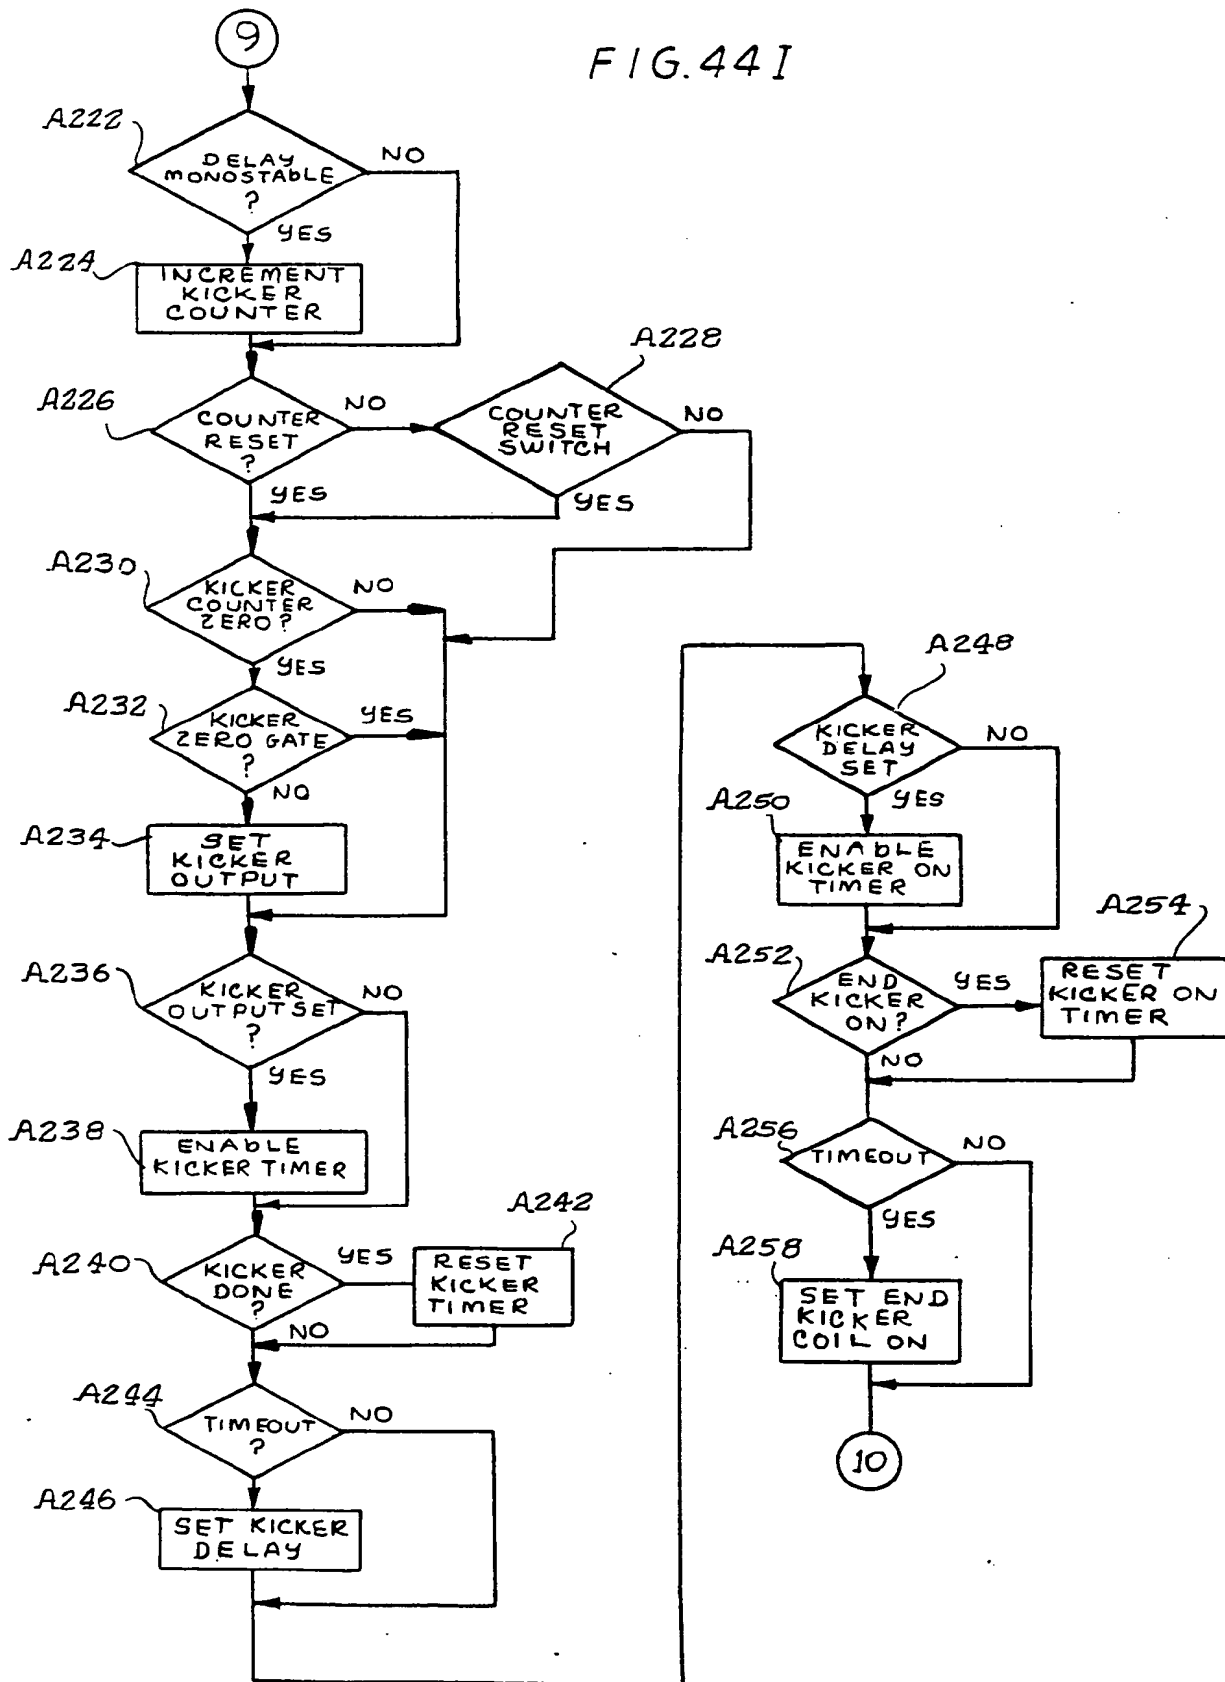 9
FIG. 44I
A222
DELAY
MONOSTABLE
?
NO
YES
A224
INCREMENT
KICKER
COUNTER
A226
COUNTER
RESET
?
NO
YES
A228
COUNTER
RESET
SWITCH
NO
YES
A230
KICKER
COUNTER
ZERO?
NO
YES
A232
KICKER
ZERO GATE
?
YES
NO
A234
SET
KICKER
OUTPUT
A236
KICKER
OUTPUT SET
?
NO
YES
A238
ENABLE
KICKER TIMER
A240
KICKER
DONE
?
YES
NO
A242
RESET
KICKER
TIMER
A244
TIMEOUT
?
NO
A246
SET KICKER
DELAY
A248
KICKER
DELAY
SET
NO
YES
A250
ENABLE
KICKER ON
TIMER
A252
END
KICKER
ON?
YES
NO
A254
RESET
KICKER ON
TIMER
A256
TIMEOUT
NO
YES
A258
SET END
KICKER
COIL ON
10